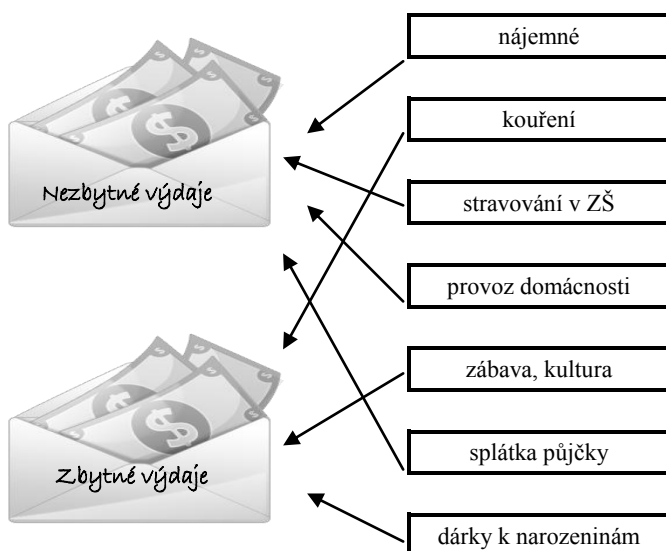 nájemné
kouření
Nezbytné výdaje
stravování v ZŠ
provoz domácnosti
zábava, kultura
Zbytné výdaje
splátka půjčky
dárky k narozeninám